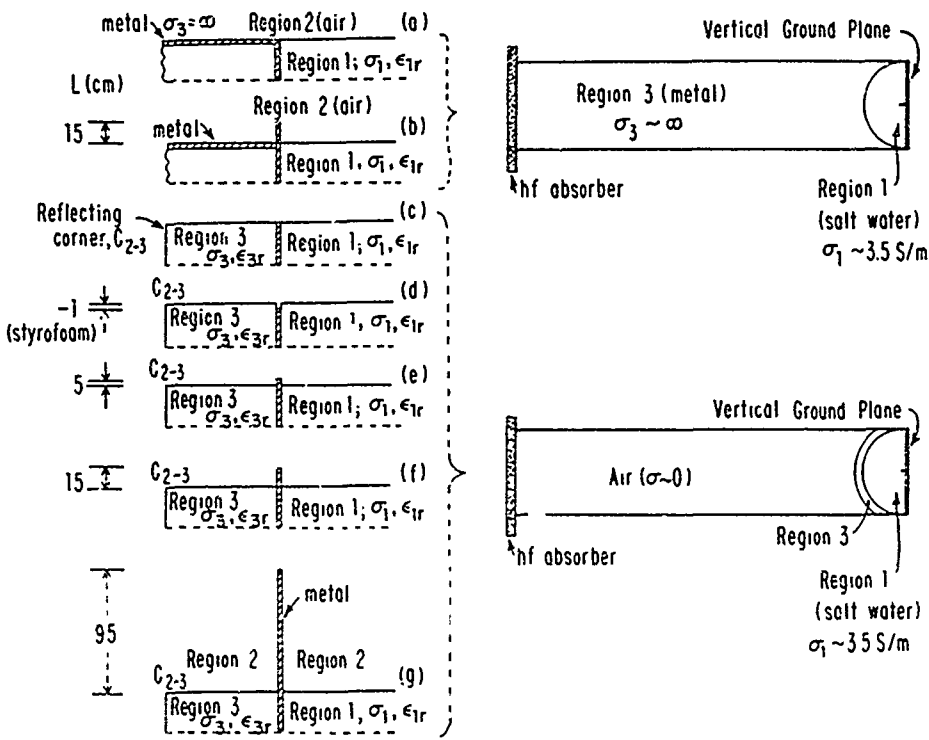 metal σ3=∞ Region 2(air) (a)
Region 1; σ1, ε1r
L (cm)
Region 2 (air)
15
metal (b)
Region 1, σ1, ε1r
Reflecting corner, C2-3
(c)
Region 3 σ3, ε3r
Region 1; σ1, ε1r
C2-3 (d)
-1 (styrofoam)
Region 3 σ3, ε3r
Region 1, σ1, ε1r
C2-3 (e)
5
Region 3 σ3, ε3r
Region 1; σ1, ε1r
C2-3 (f)
15
Region 3 σ3, ε3r
Region 1; σ1, ε1r
metal
95
Region 2 Region 2
C2-3 (g)
Region 3 σ3, ε3r
Region 1, σ1, ε1r
Vertical Ground Plane
Region 3 (metal)
σ3 ~ ∞
hf absorber
Region 1
(salt water)
σ1 ~3.5 S/m
Vertical Ground Plane
Air (σ~0)
Region 3
hf absorber
Region 1
(salt water)
σ1 ~35 S/m